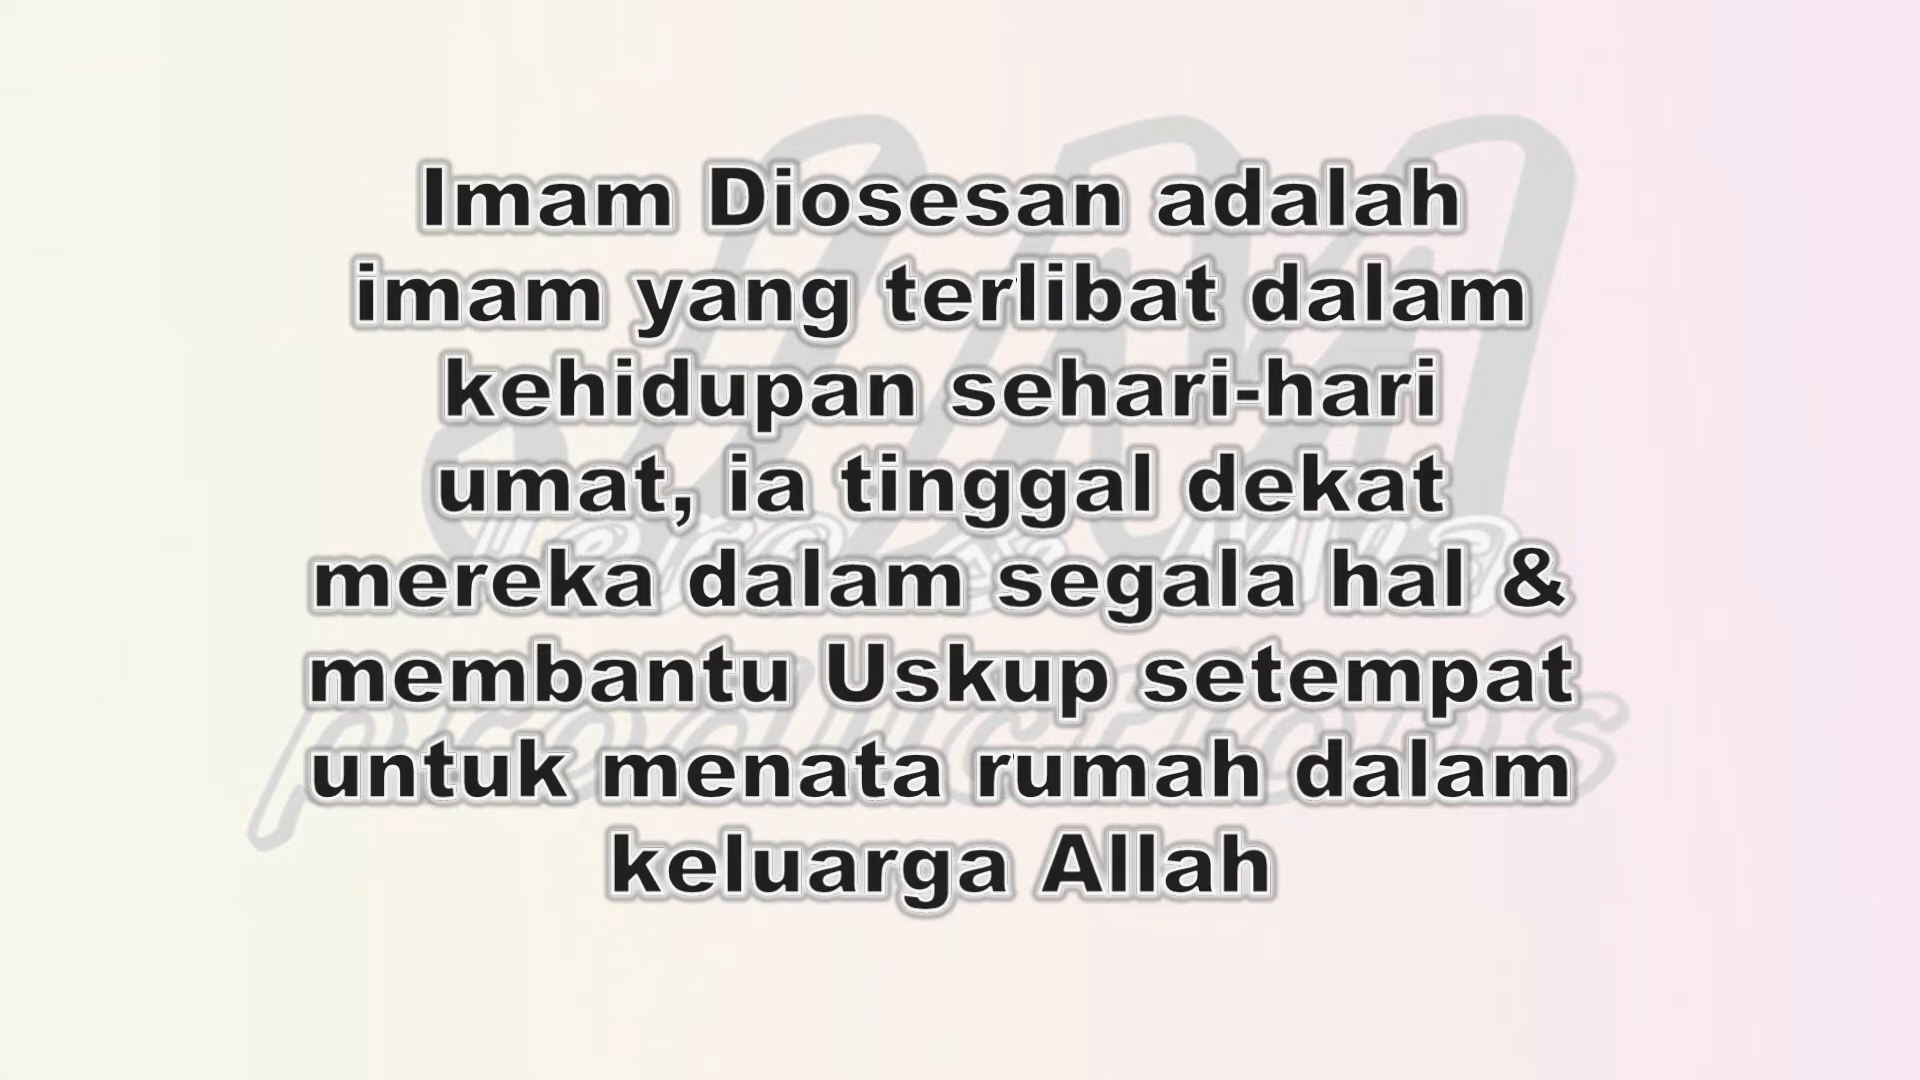 Imam Diosesan adalah
imam yang terlibat dalam
kehidupan sehari-hari
umat, ia tinggal dekat
mereka dalam segala hal &
membantu Uskup setempat
untuk menata rumah dalam
keluarga Allah
productions